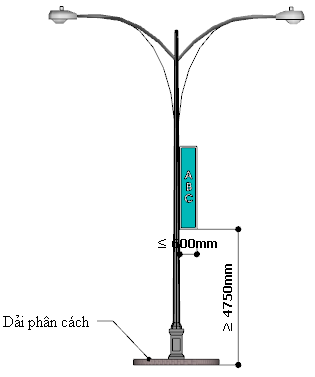 A
B
C
≤ 600mm
≥ 4750mm
Dải phân cách